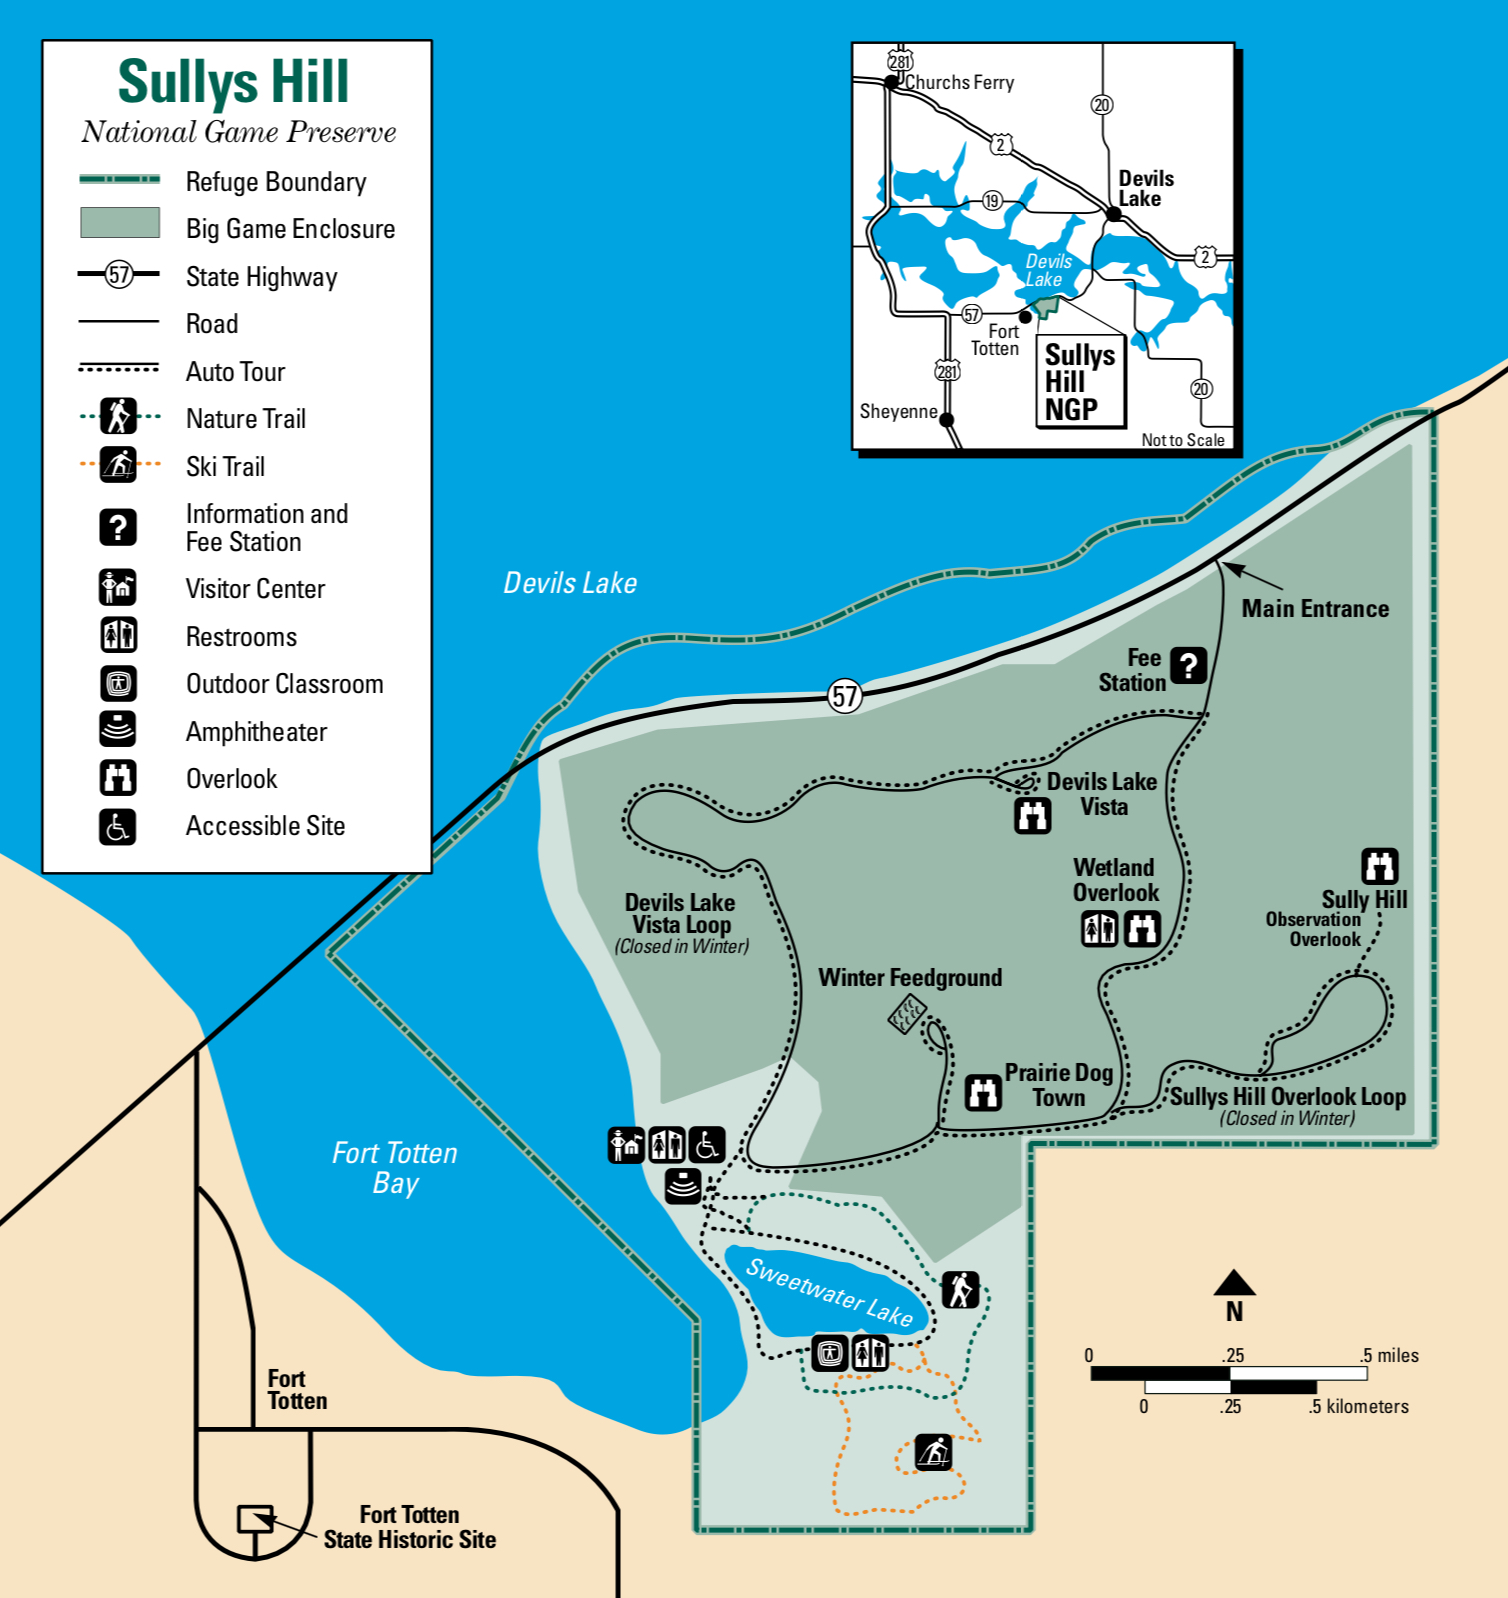 Sullys Hill
National Game Preserve
Refuge Boundary
Big Game Enclosure
57
State Highway
Road
Auto Tour
Nature Trail
Ski Trail
?
Information and
Fee Station
Visitor Center
Restrooms
Outdoor Classroom
Amphitheater
Overlook
Accessible Site
281
Churchs Ferry
20
2
Devils
Lake
19
2
Devils
Lake
57
Fort
Totten
Sullys
Hill
NGP
281
20
Sheyenne
Not to Scale
Devils Lake
Main Entrance
Fee
Station
?
57
Devils Lake
Vista
Wetland
Overlook
Sully Hill
Observation
Overlook
Devils Lake
Vista Loop
(Closed in Winter)
Winter Feedground
Prairie Dog
Town
Sullys Hill Overlook Loop
(Closed in Winter)
Fort Totten
Bay
Sweetwater Lake
N
0 .25 .5 miles
0 .25 .5 kilometers
Fort
Totten
Fort Totten
State Historic Site